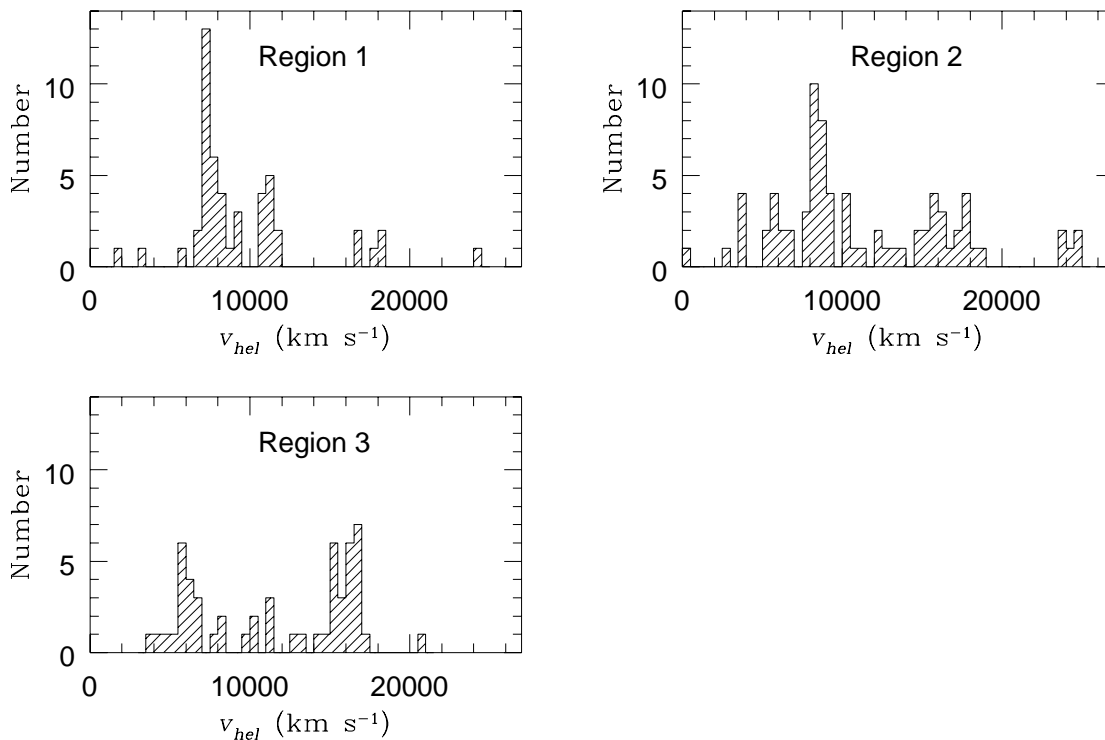 Region 1
Number
10
5
0
0 10000 20000
v_hel (km s⁻¹)
Region 2
Number
10
5
0
0 10000 20000
v_hel (km s⁻¹)
Region 3
Number
10
5
0
0 10000 20000
v_hel (km s⁻¹)